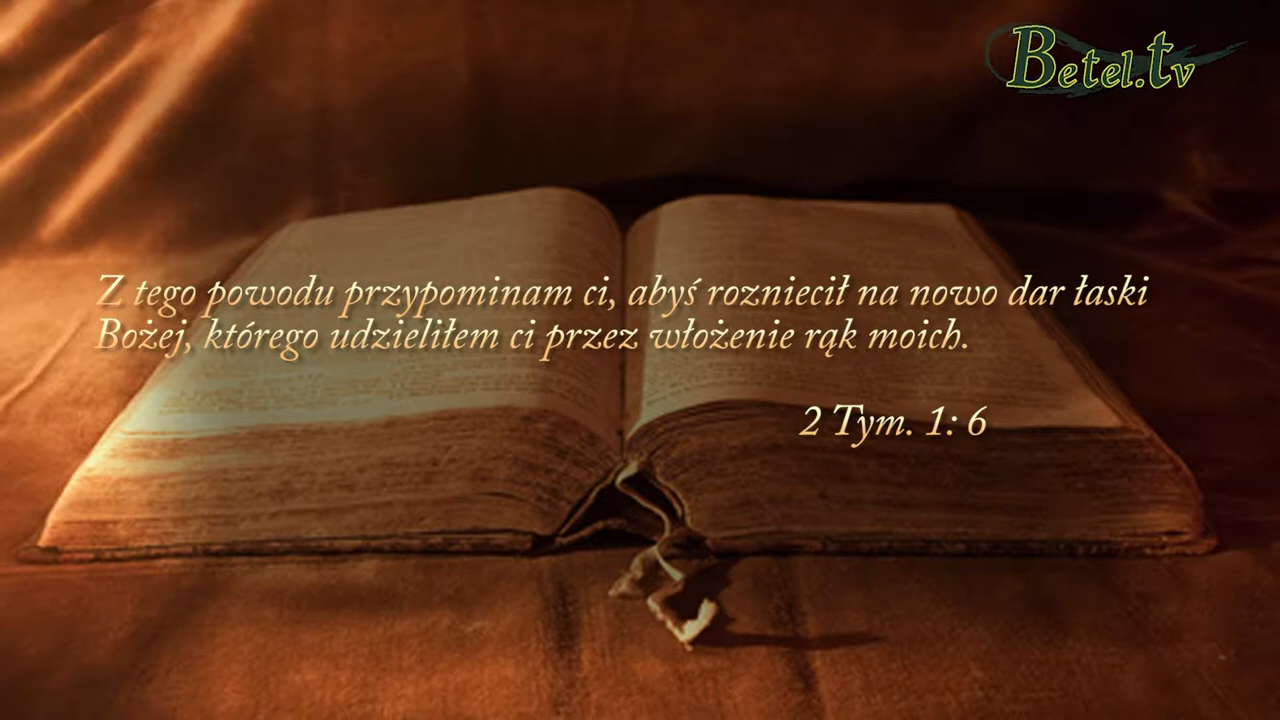 Betel.tv
Z tego powodu przypominam ci, abyś rozniecił na nowo dar łaski
Bożej, którego udzieliłem ci przez włożenie rąk moich.
2 Tym. 1: 6